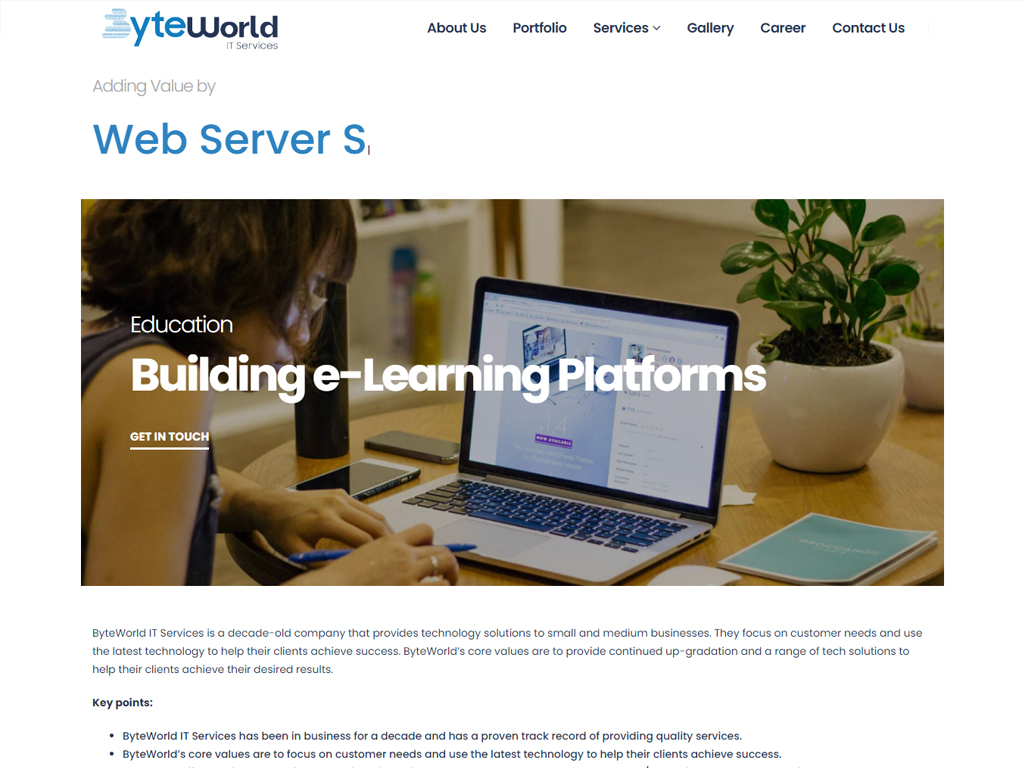 ByteWorld
IT Services
About Us
Portfolio
Services
Gallery
Career
Contact Us
Adding Value by
Web Server S
Education
Building e-Learning Platforms
GET IN TOUCH
NOW AVAILABLE
ByteWorld IT Services is a decade-old company that provides technology solutions to small and medium businesses. They focus on customer needs and use
the latest technology to help their clients achieve success. ByteWorld's core values are to provide continued up-gradation and a range of tech solutions to
help their clients achieve their desired results.
Key points:
• ByteWorld IT Services has been in business for a decade and has a proven track record of providing quality services.
• ByteWorld's core values are to focus on customer needs and use the latest technology to help their clients achieve success.